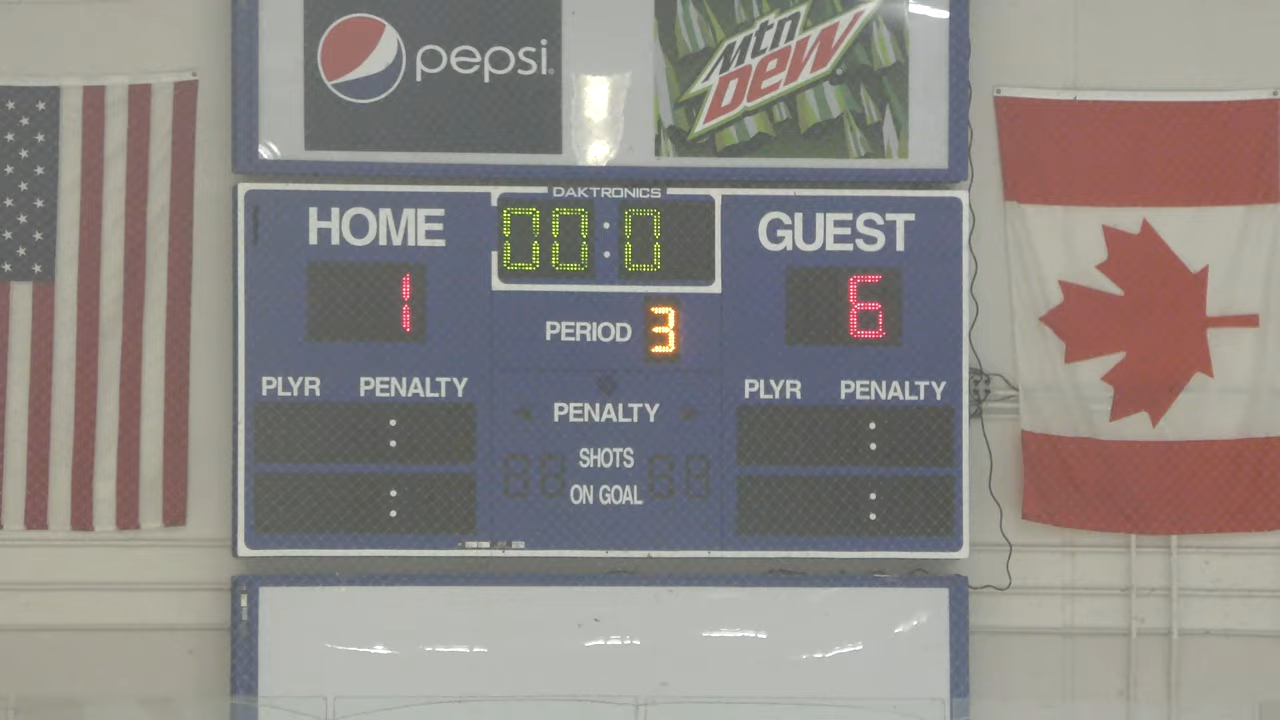 pepsi
Mtn
DEW
DAKTRONICS
HOME 00:0 GUEST
1 6
PERIOD 3
PLYR PENALTY PLYR PENALTY
: :
PENALTY
: :
SHOTS
ON GOAL
: :